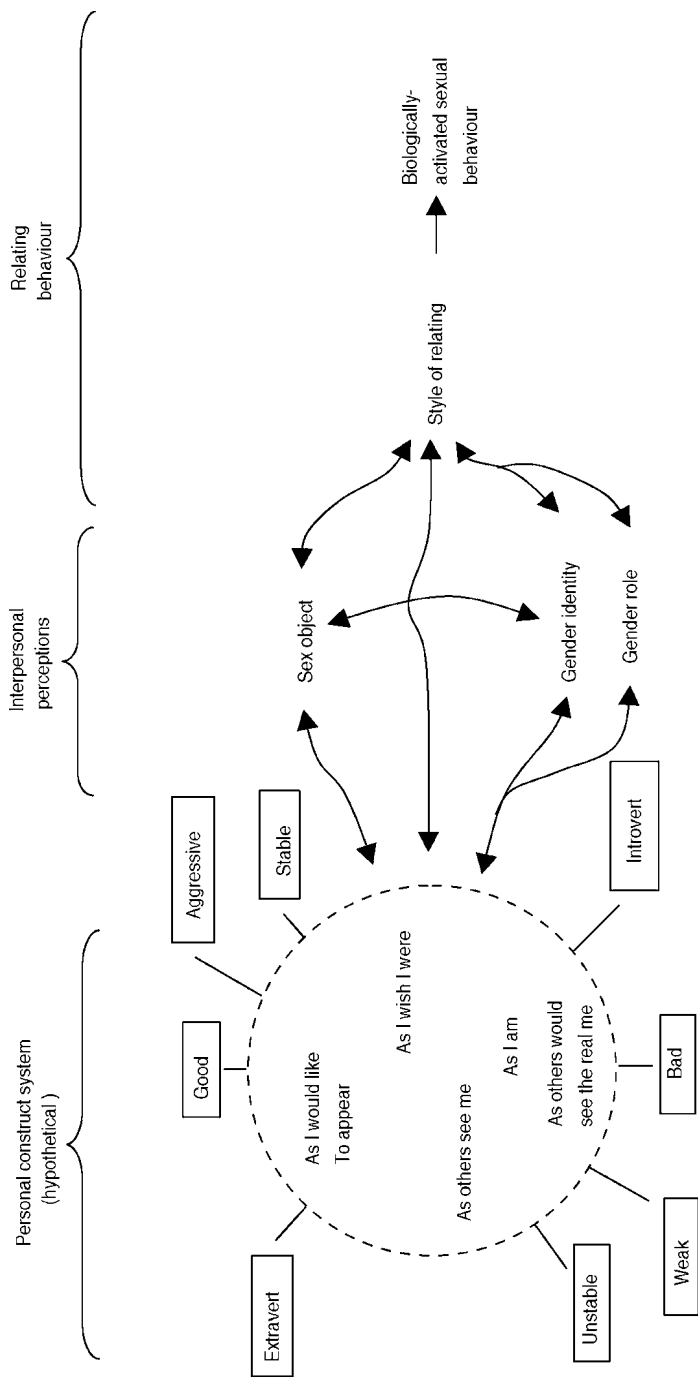 Personal construct system
(hypothetical )
Interpersonal
perceptions
Relating
behaviour
Extravert
Good
Aggressive
Stable
As I would like
To appear
As I wish I were
As others see me
As I am
As others would
see the real me
Unstable
Weak
Bad
Introvert
Sex object
Gender identity
Gender role
Style of relating
Biologically-
activated sexual
behaviour